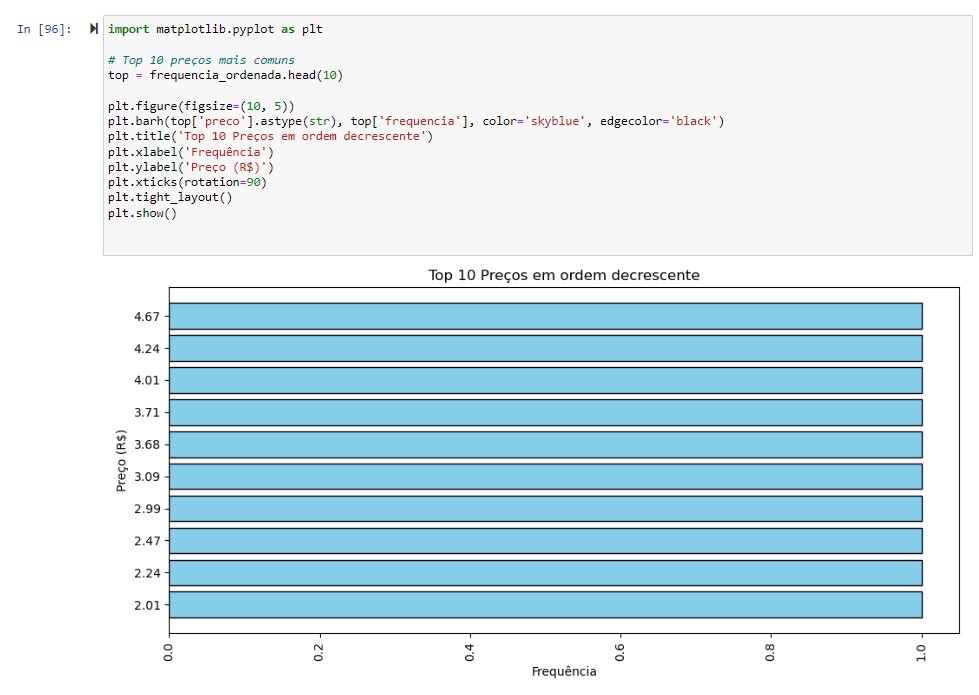 In [96]:
import matplotlib.pyplot as plt
# Top 10 preços mais comuns
top = frequencia_ordenada.head(10)
plt.figure(figsize=(10, 5))
plt.barh(top['preco'].astype(str), top['frequencia'], color='skyblue', edgecolor='black')
plt.title('Top 10 Preços em ordem decrescente')
plt.xlabel('Frequência')
plt.ylabel('Preço (R$)')
plt.xticks(rotation=90)
plt.tight_layout()
plt.show()
Top 10 Preços em ordem decrescente
Preço (R$)
4.67
4.24
4.01
3.71
3.68
3.09
2.99
2.47
2.24
2.01
0.0
0.2
0.4
0.6
0.8
1.0
Frequência